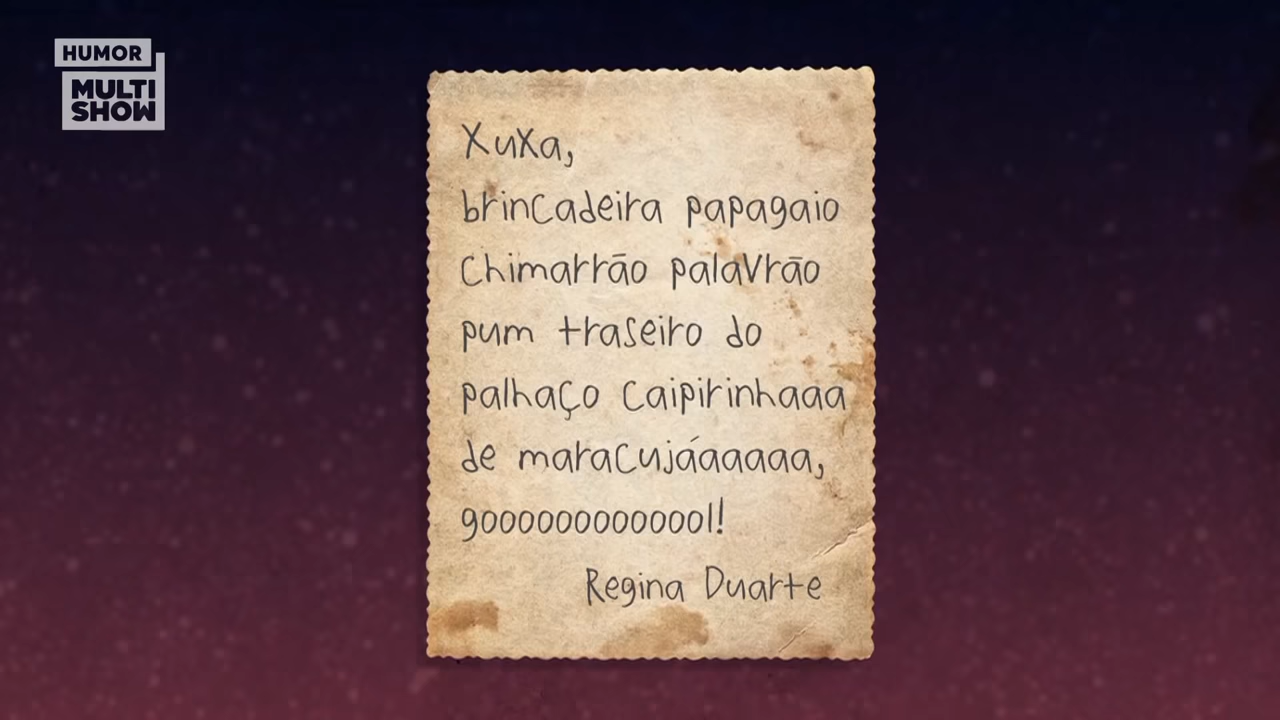 HUMOR
MULTI
SHOW
Xuxa,
brincadeira papagaio
chimarrão palavrão
pum traseiro do
palhaço caipirinhaaa
de maracujáaaaaa,
gooooooooooool!
Regina Duarte